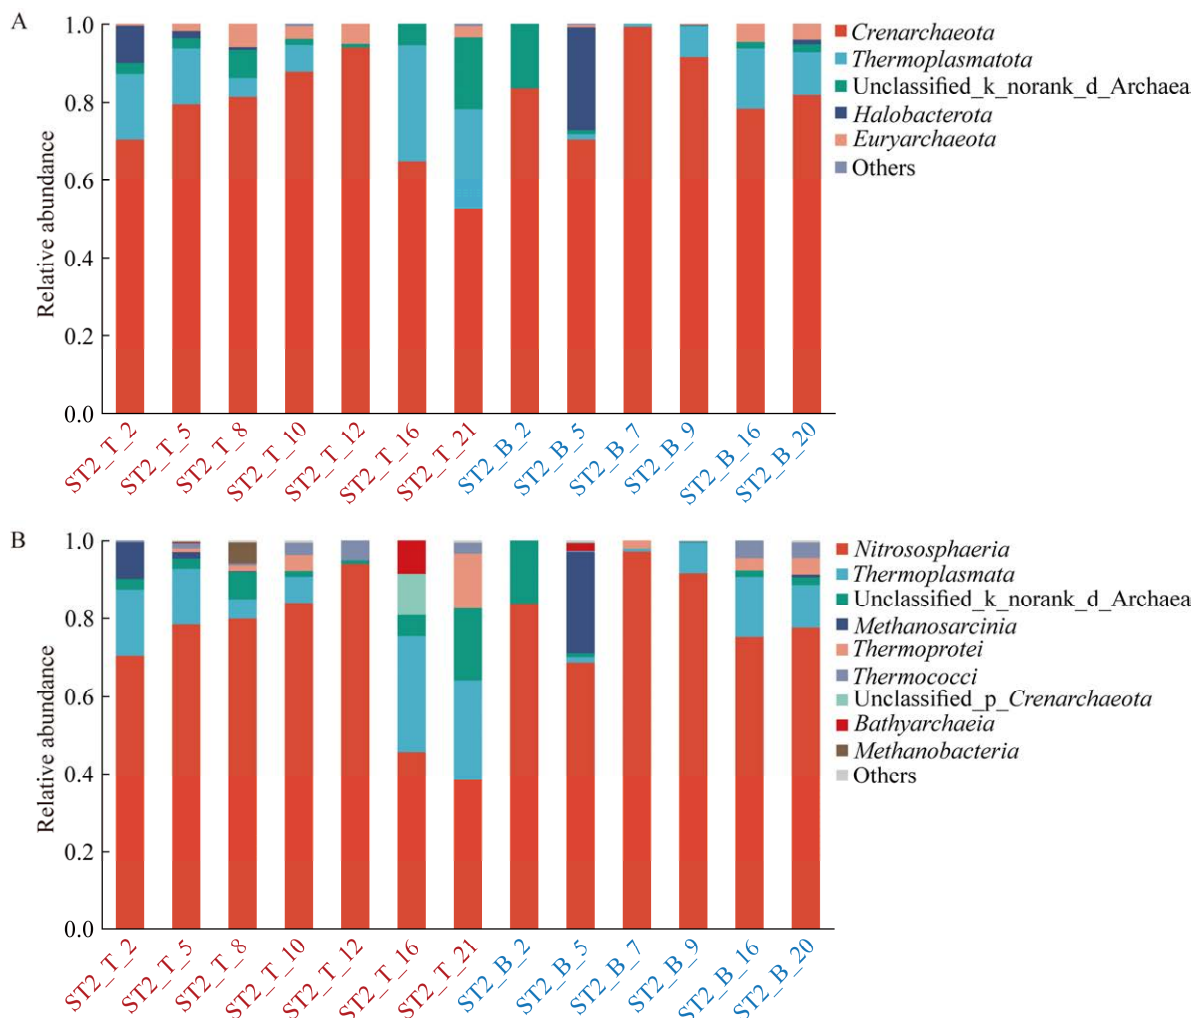 A
1.0
0.8
0.6
0.4
0.2
0.0
Relative abundance
Crenarchaeota
Thermoplasmatota
Unclassified_k_norank_d_Archaea
Halobacterota
Euryarchaeota
Others
ST2_T_2
ST2_T_5
ST2_T_8
ST2_T_10
ST2_T_12
ST2_T_16
ST2_T_21
ST2_B_2
ST2_B_5
ST2_B_7
ST2_B_9
ST2_B_16
ST2_B_20
B
1.0
0.8
0.6
0.4
0.2
0.0
Relative abundance
Nitrososphaeria
Thermoplasmata
Unclassified_k_norank_d_Archaea
Methanosarcinia
Thermoprotei
Thermococci
Unclassified_p_Crenarchaeota
Bathyarchaeia
Methanobacteria
Others
ST2_T_2
ST2_T_5
ST2_T_8
ST2_T_10
ST2_T_12
ST2_T_16
ST2_T_21
ST2_B_2
ST2_B_5
ST2_B_7
ST2_B_9
ST2_B_16
ST2_B_20